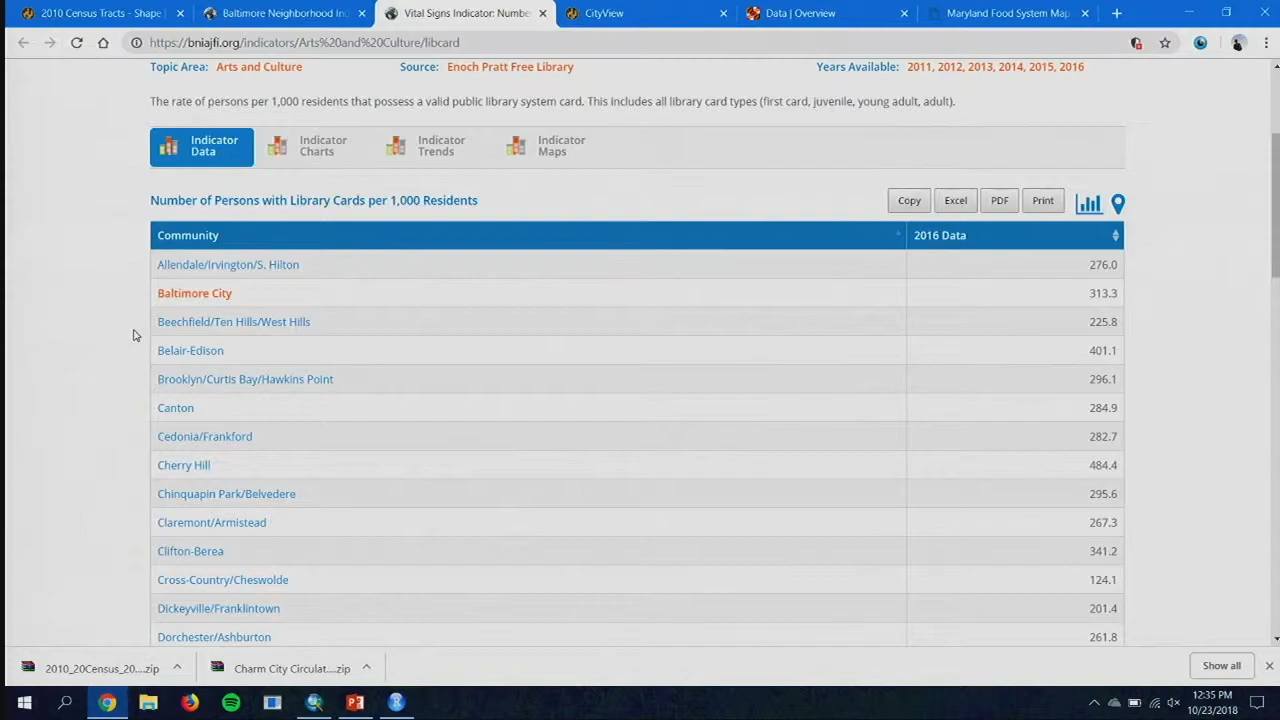 2010 Census Tracts - Shape
Baltimore Neighborhood In
Vital Signs Indicator: Numbe
CityView
Data | Overview
Maryland Food System Map
https://bniajfi.org/indicators/Arts%20and%20Culture/libcard
Topic Area: Arts and Culture
Source: Enoch Pratt Free Library
Years Available: 2011, 2012, 2013, 2014, 2015, 2016
The rate of persons per 1,000 residents that possess a valid public library system card. This includes all library card types (first card, juvenile, young adult, adult).
Indicator Data
Indicator Charts
Indicator Trends
Indicator Maps
Number of Persons with Library Cards per 1,000 Residents
Copy
Excel
PDF
Print
Community 2016 Data
Allendale/Irvington/S. Hilton 276.0
Baltimore City 313.3
Beechfield/Ten Hills/West Hills 225.8
Belair-Edison 401.1
Brooklyn/Curtis Bay/Hawkins Point 296.1
Canton 284.9
Cedonia/Frankford 282.7
Cherry Hill 484.4
Chinquapin Park/Belvedere 295.6
Claremont/Armistead 267.3
Clifton-Berea 341.2
Cross-Country/Cheswolde 124.1
Dickeyville/Franklintown 201.4
Dorchester/Ashburton 261.8
2010_20Census_20....zip
Charm City Circulat....zip
Show all
12:35 PM
10/23/2018